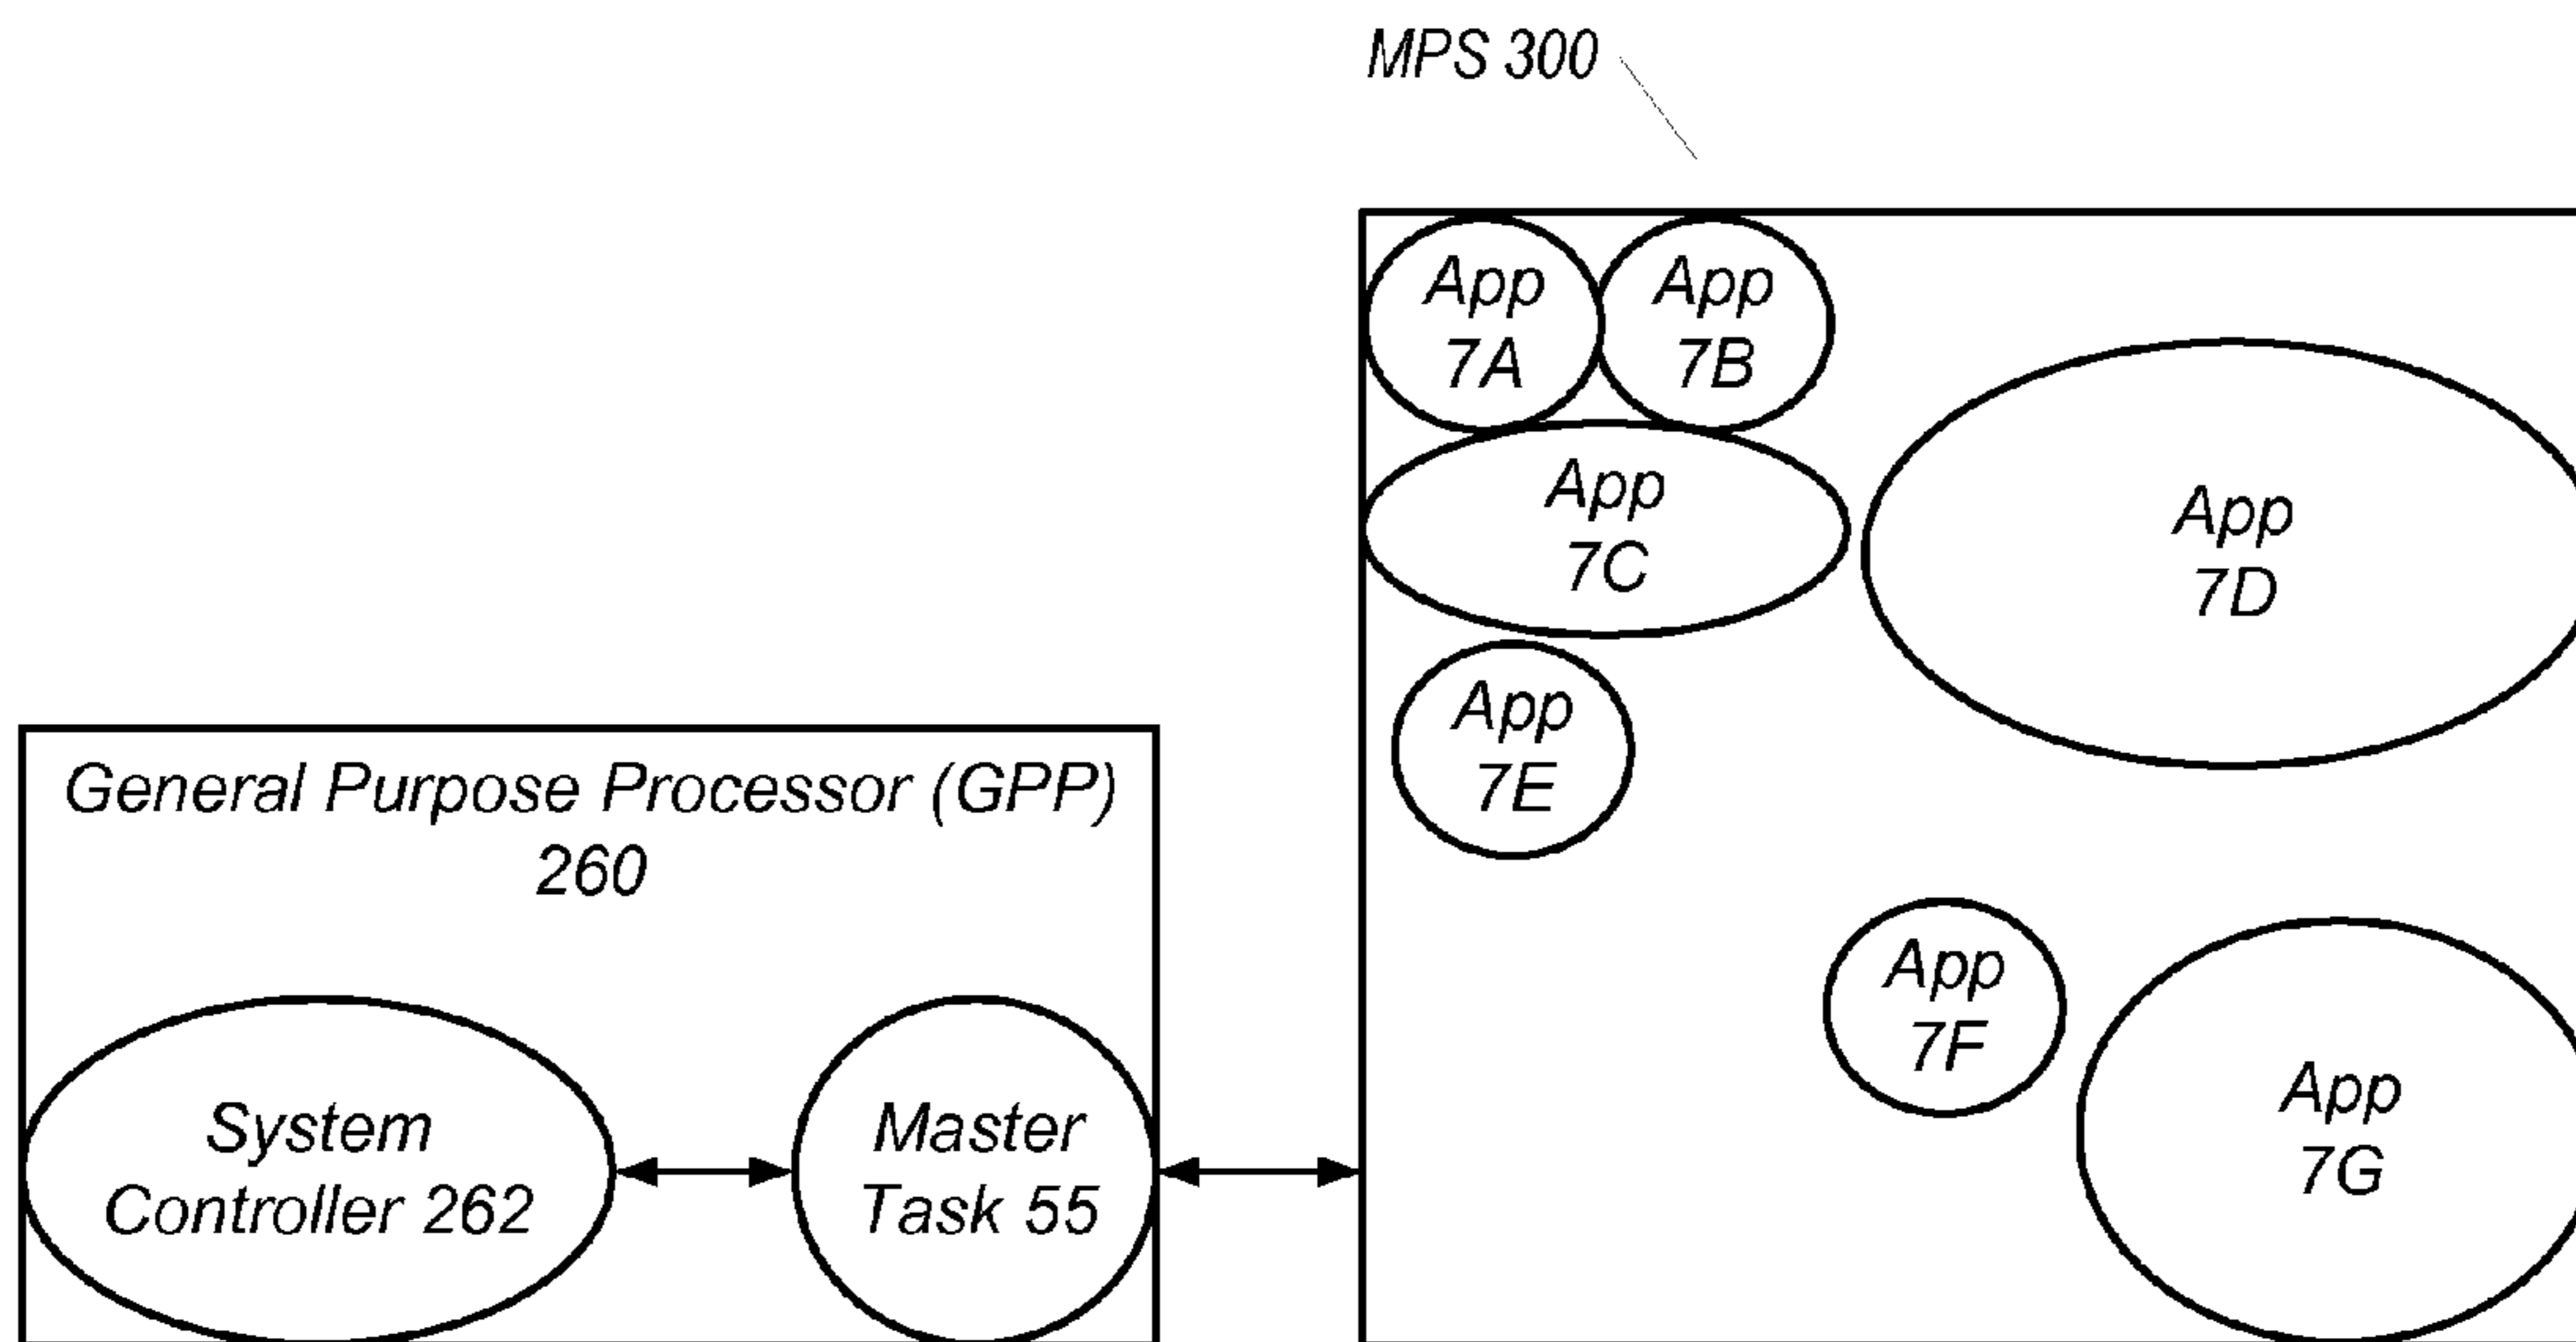 MPS 300
App
7A
App
7B
App
7C
App
7D
App
7E
App
7F
App
7G
General Purpose Processor (GPP)
260
System
Controller 262
Master
Task 55